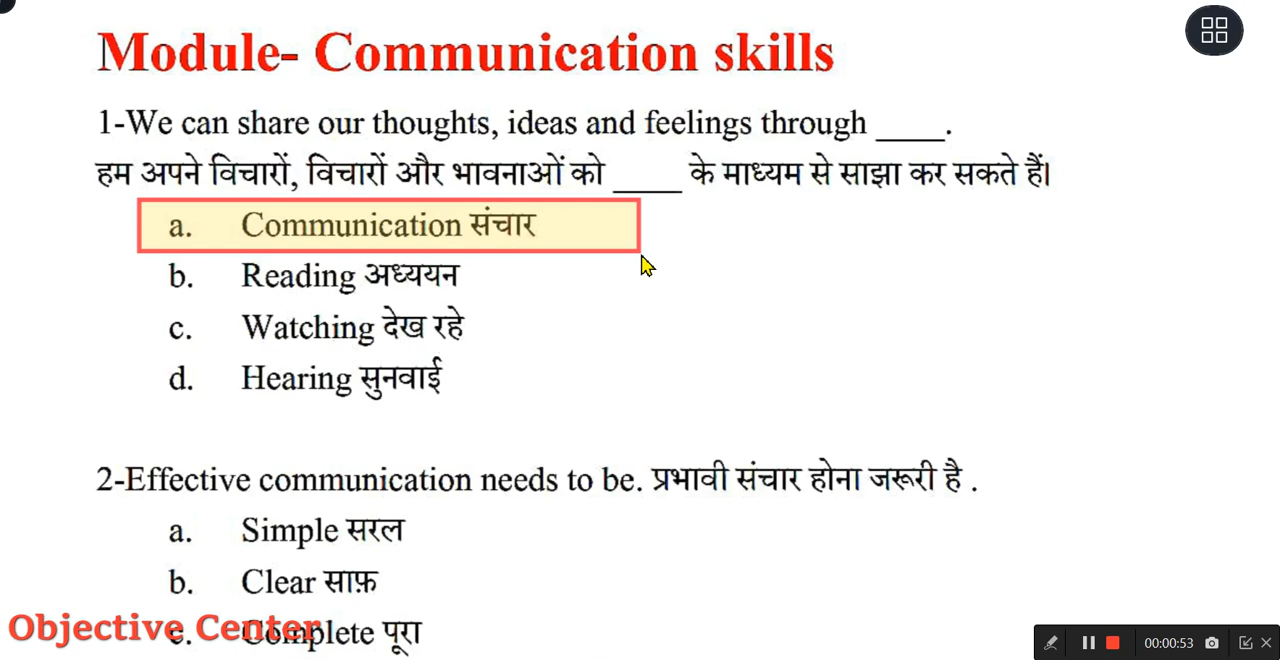 Module- Communication skills
1-We can share our thoughts, ideas and feelings through ____.
हम अपने विचारों, विचारों और भावनाओं को ____ के माध्यम से साझा कर सकते हैं।
a. Communication संचार
b. Reading अध्ययन
c. Watching देख रहे
d. Hearing सुनवाई
2-Effective communication needs to be. प्रभावी संचार होना जरूरी है .
a. Simple सरल
b. Clear साफ़
c. Complete पूरा
Objective Center
00:00:53